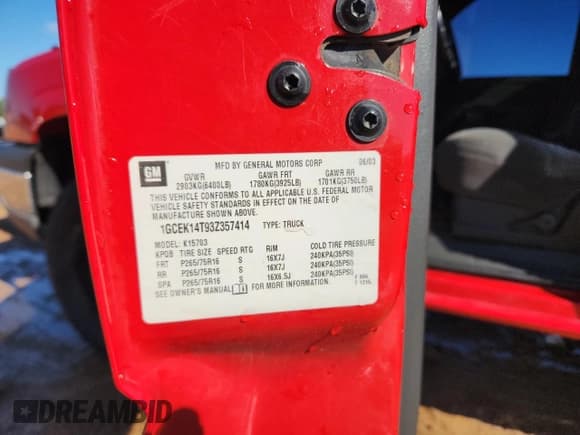 GM
MFD BY GENERAL MOTORS CORP 06/03
GVWR GAWR FRT GAWR RR
2903KG(6400LB) 1780KG(3925LB) 1701KG(3750LB)
THIS VEHICLE CONFORMS TO ALL APPLICABLE U.S. FEDERAL MOTOR
VEHICLE SAFETY STANDARDS IN EFFECT ON THE DATE OF
MANUFACTURE SHOWN ABOVE.
1GCEK14T93Z357414 TYPE: TRUCK
MODEL: K15703
KPQB TIRE SIZE SPEED RTG RIM COLD TIRE PRESSURE
FRT P265/75R16 S 16X7J 240KPA(35PSI)
RR P265/75R16 S 16X7J 240KPA(35PSI)
SPA P265/75R16 S 16X6.5J 240KPA(35PSI)
SEE OWNER'S MANUAL FOR MORE INFORMATION.
DREAMBID